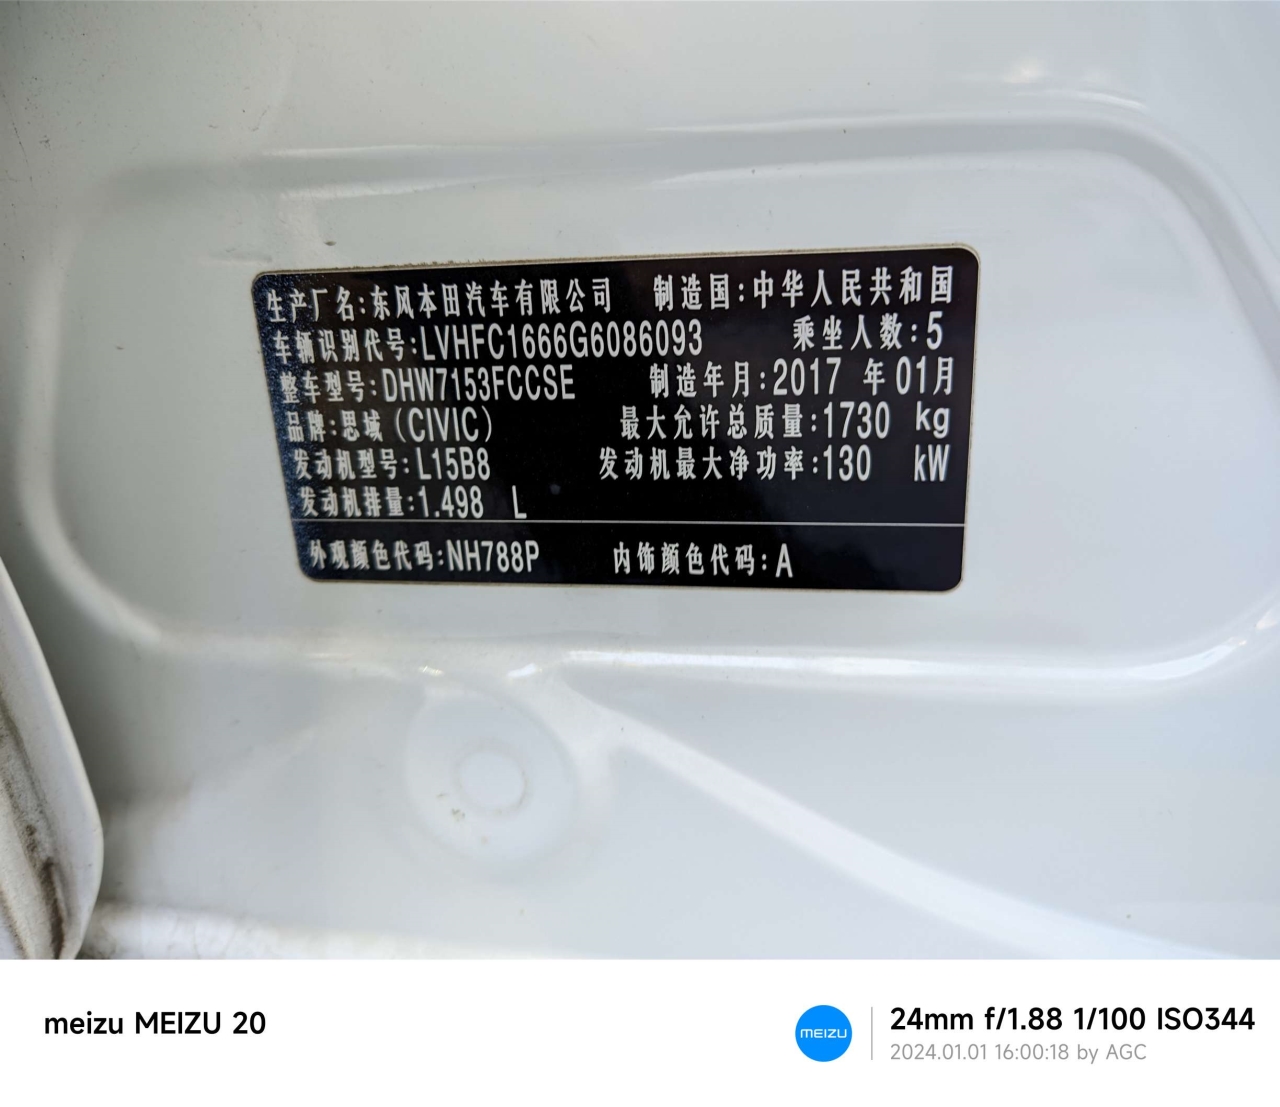 生产厂名:东风本田汽车有限公司 制造国:中华人民共和国
车辆识别代号:LVHFC1666G6086093 乘坐人数:5
整车型号:DHW7153FCCSE 制造年月:2017 年01月
品牌:思域(CIVIC) 最大允许总质量:1730 kg
发动机型号:L15B8 发动机最大净功率:130 kW
发动机排量:1.498 L
外观颜色代码:NH788P 内饰颜色代码:A
meizu MEIZU 20
MEIZU
24mm f/1.88 1/100 ISO344
2024.01.01 16:00:18 by AGC